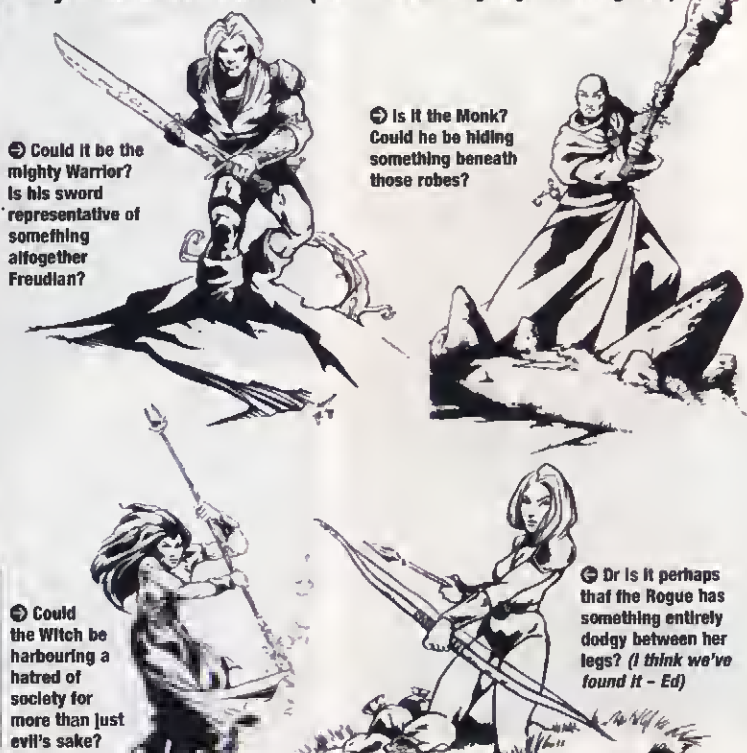 Could it be the
mighty Warrior?
Is his sword
representative of
something
altogether
Freudian?
Is it the Monk?
Could he be hiding
something beneath
those robes?
Could
the Witch be
harbouring a
hatred of
society for
more than just
evil's sake?
Or is it perhaps
that the Rogue has
something entirely
dodgy between her
legs? (I think we've
found it – Ed)